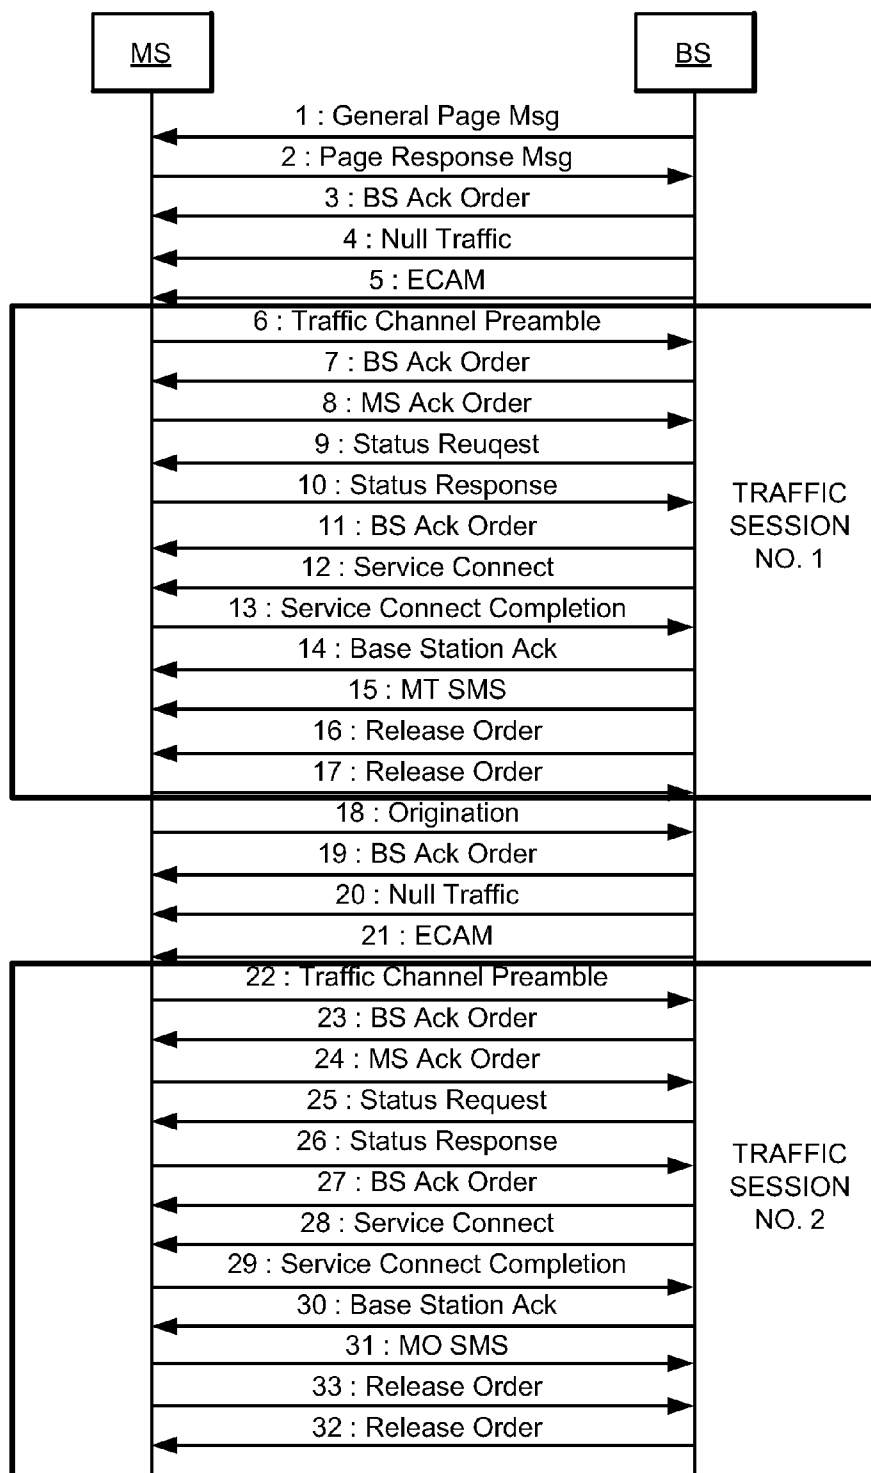 MS
BS
1 : General Page Msg
2 : Page Response Msg
3 : BS Ack Order
4 : Null Traffic
5 : ECAM
6 : Traffic Channel Preamble
7 : BS Ack Order
8 : MS Ack Order
9 : Status Reuqest
10 : Status Response
11 : BS Ack Order
12 : Service Connect
13 : Service Connect Completion
14 : Base Station Ack
15 : MT SMS
16 : Release Order
17 : Release Order
TRAFFIC
SESSION
NO. 1
18 : Origination
19 : BS Ack Order
20 : Null Traffic
21 : ECAM
22 : Traffic Channel Preamble
23 : BS Ack Order
24 : MS Ack Order
25 : Status Request
26 : Status Response
27 : BS Ack Order
28 : Service Connect
29 : Service Connect Completion
30 : Base Station Ack
31 : MO SMS
33 : Release Order
32 : Release Order
TRAFFIC
SESSION
NO. 2